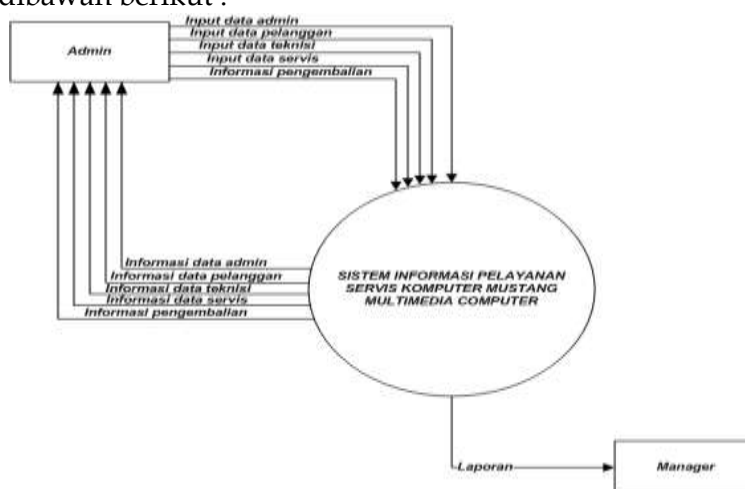 dibawah berikut :
Input data admin
Input data pelanggan
Input data teknisi
Input data servis
Informasi pengembalian
Admin
Informasi data admin
Informasi data pelanggan
Informasi data teknisi
Informasi data servis
Informasi pengembalian
SISTEM INFORMASI PELAYANAN
SERVIS KOMPUTER MUSTANG
MULTIMEDIA COMPUTER
Laporan
Manager